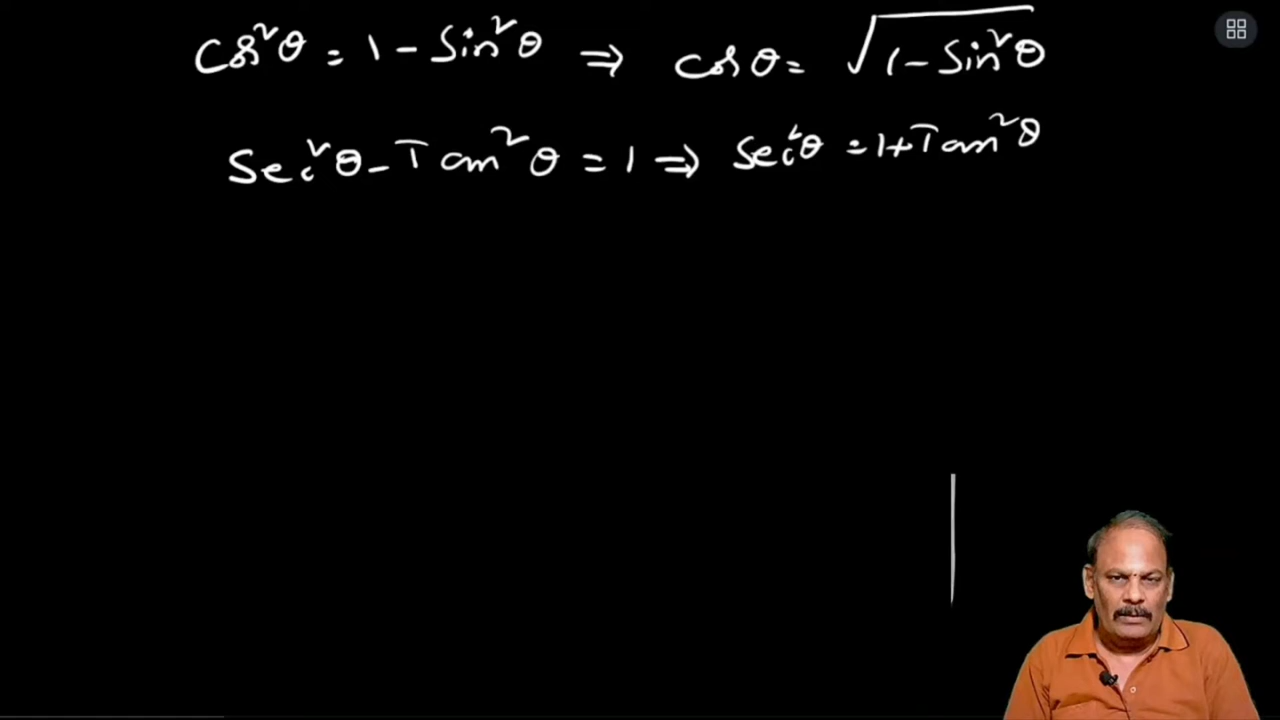 Cos²θ = 1 - Sin²θ ⇒ Cosθ = √1 - Sin²θ
Sec²θ - Tan²θ = 1 ⇒ Sec²θ = 1 + Tan²θ